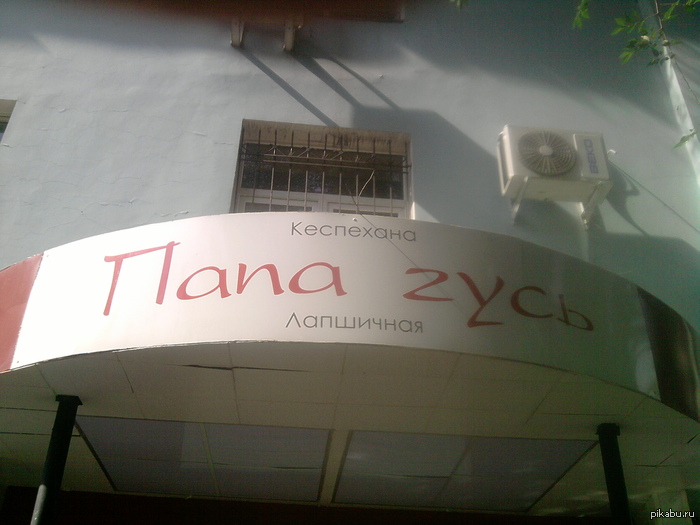 Кеспехана
Папа гусь
Лапшичная
pikabu.ru